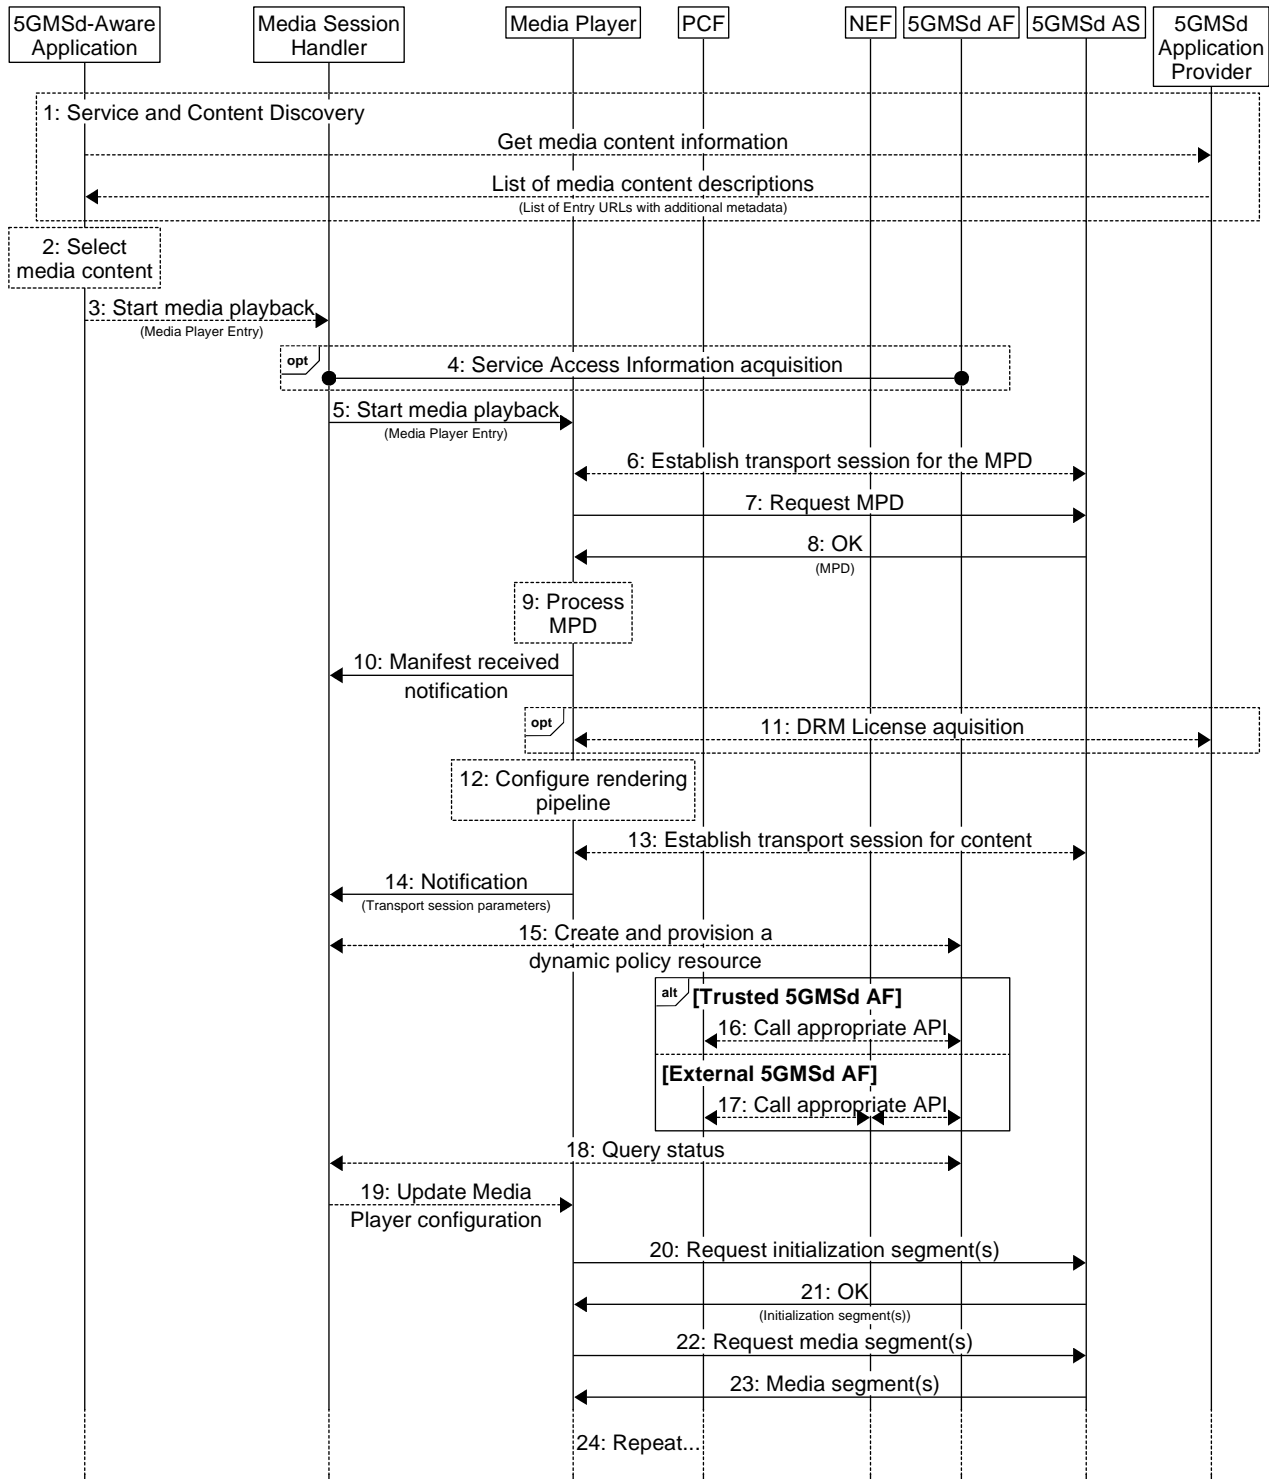 5GMSd-Aware
Application
Media Session
Handler
Media Player
PCF
NEF
5GMSd AF
5GMSd AS
5GMSd
Application
Provider
1: Service and Content Discovery
Get media content information
List of media content descriptions
(List of Entry URLs with additional metadata)
2: Select
media content
3: Start media playback
(Media Player Entry)
opt
4: Service Access Information acquisition
5: Start media playback
(Media Player Entry)
6: Establish transport session for the MPD
7: Request MPD
8: OK
(MPD)
9: Process
MPD
10: Manifest received
notification
opt
11: DRM License aquisition
12: Configure rendering
pipeline
13: Establish transport session for content
14: Notification
(Transport session parameters)
15: Create and provision a
dynamic policy resource
alt
[Trusted 5GMSd AF]
16: Call appropriate API
[External 5GMSd AF]
17: Call appropriate API
18: Query status
19: Update Media
Player configuration
20: Request initialization segment(s)
21: OK
(Initialization segment(s))
22: Request media segment(s)
23: Media segment(s)
24: Repeat...